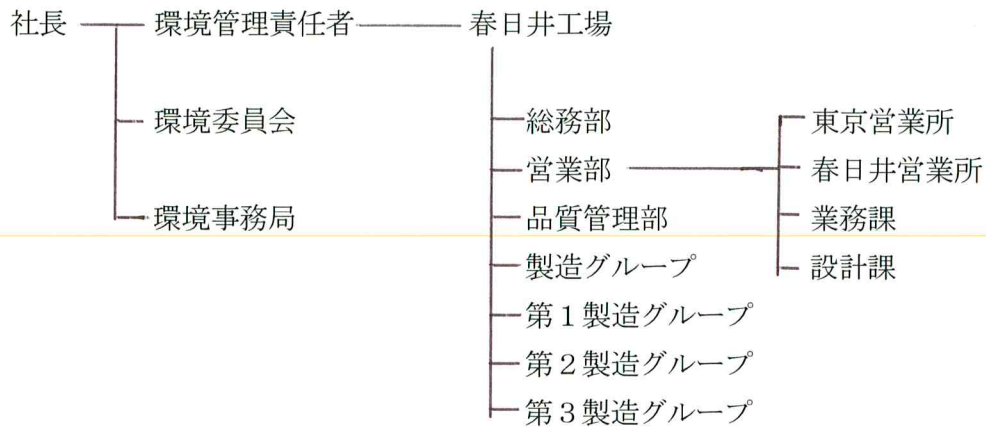 社長 環境管理責任者 春日井工場
環境委員会 総務部 東京営業所
営業部 春日井営業所
環境事務局 品質管理部 業務課
製造グループ 設計課
第1製造グループ
第2製造グループ
第3製造グループ